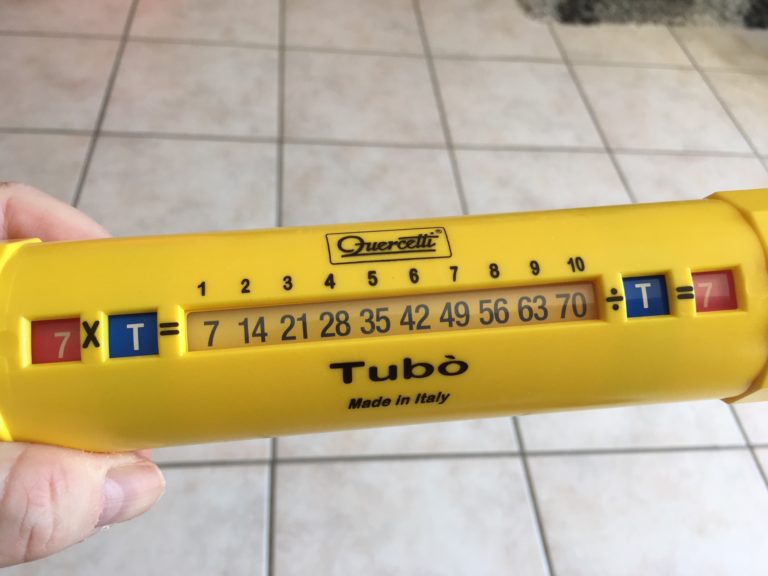 Quercetti®
1 2 3 4 5 6 7 8 9 10
7 X T = 7 14 21 28 35 42 49 56 63 70 ÷ T = 7
Tubò
Made in Italy